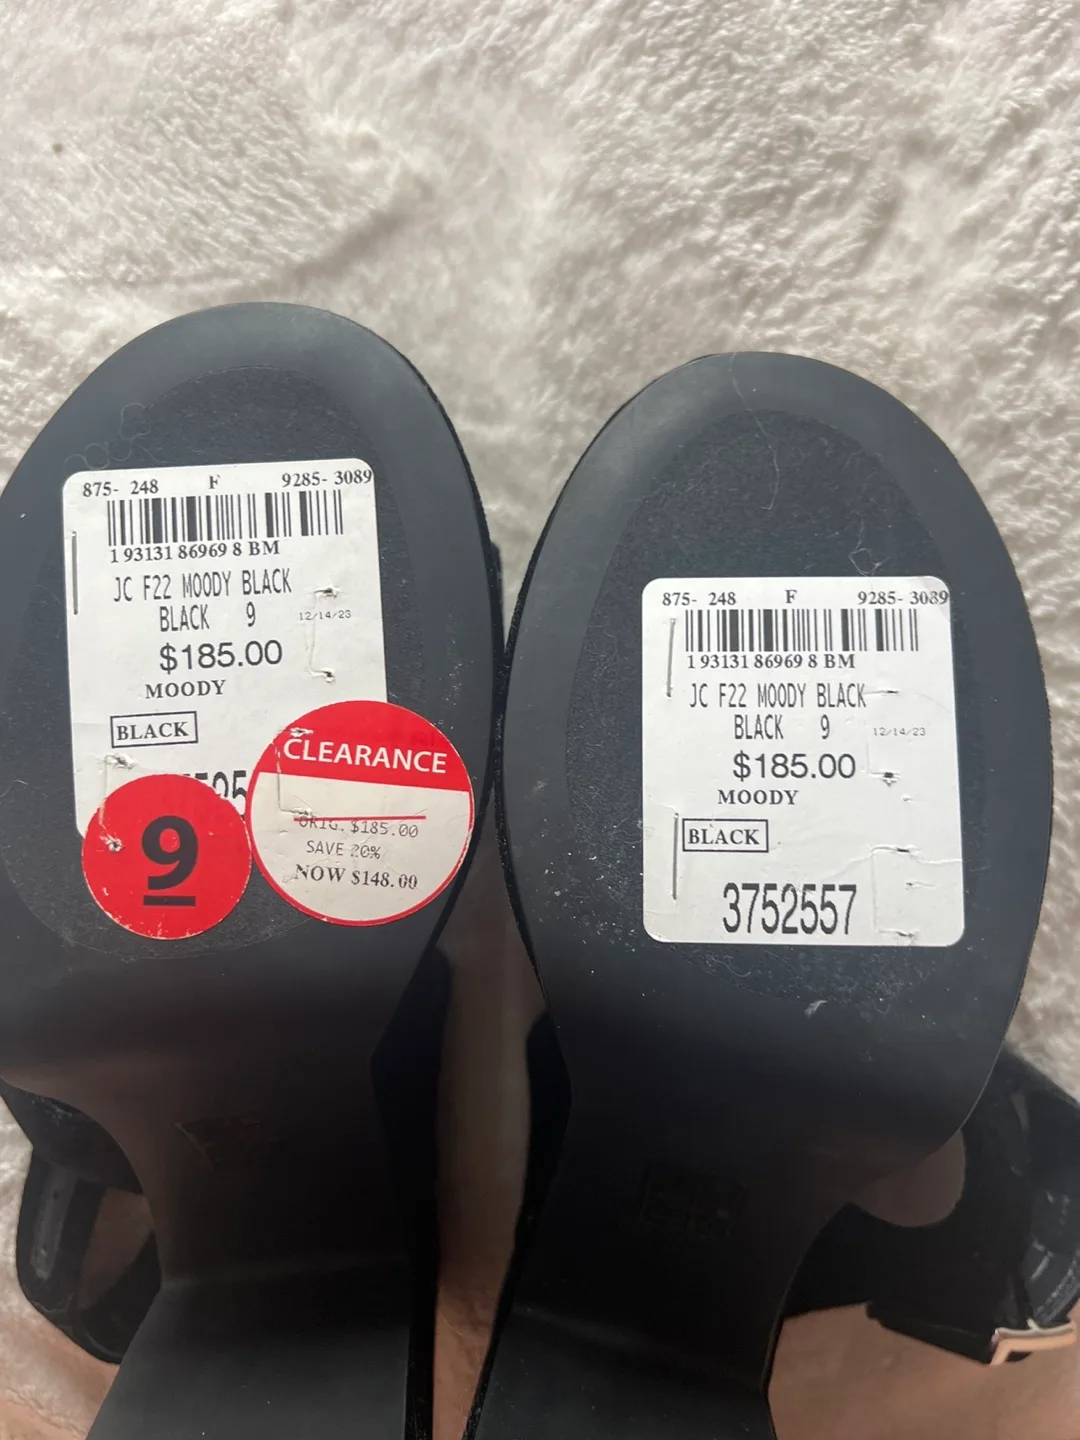 875- 248 F 9285- 3089
1 93131 86969 8 BM
JC F22 MOODY BLACK
BLACK 9 12/14/23
$185.00
MOODY
BLACK
9
CLEARANCE
ORIG. $185.00
SAVE 20%
NOW $148.00
875- 248 F 9285- 3089
1 93131 86969 8 BM
JC F22 MOODY BLACK
BLACK 9 12/14/23
$185.00
MOODY
BLACK
3752557